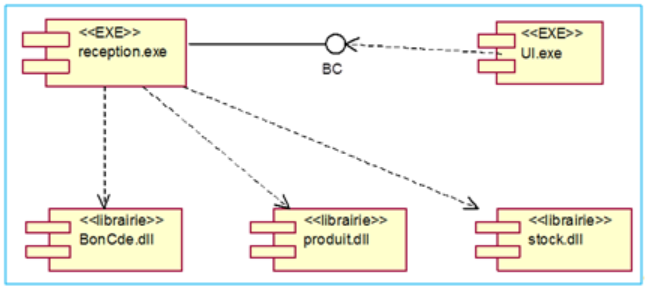 <<EXE>>
reception.exe
BC
<<EXE>>
UI.exe
<<librairie>>
BonCde.dll
<<librairie>>
produit.dll
<<librairie>>
stock.dll